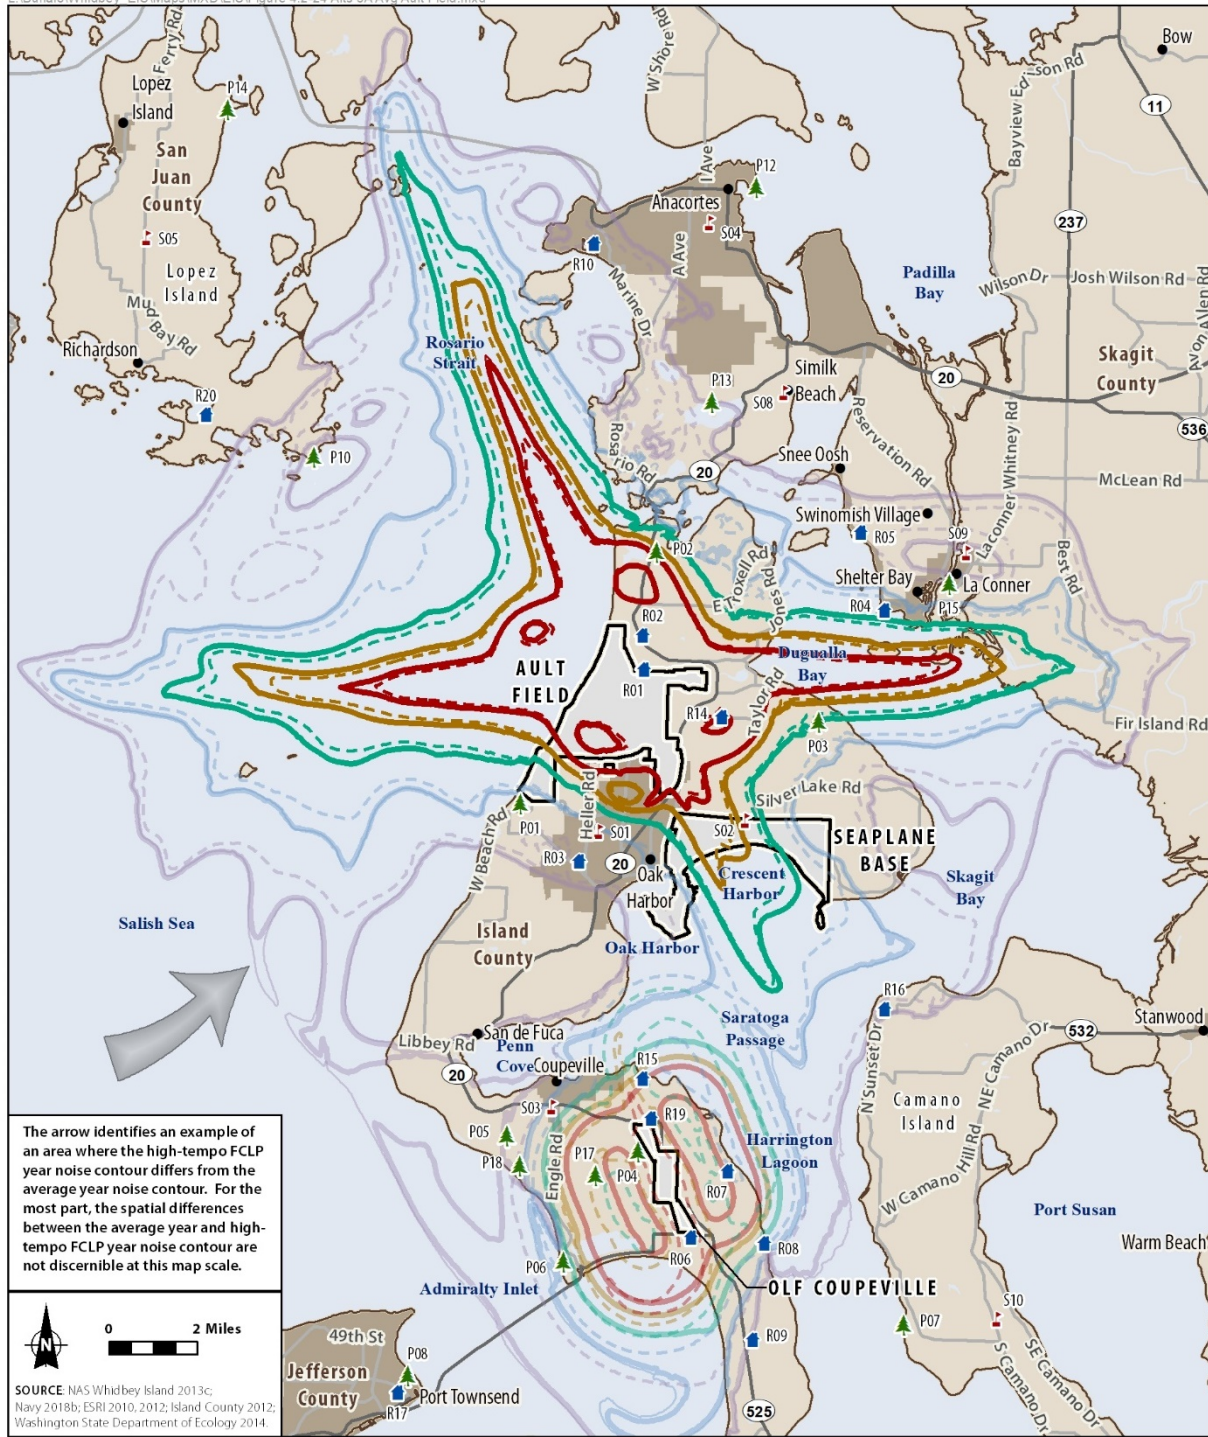 Bow
Ferry Rd
W Shore Rd
Bayview Edison Rd
11
Lopez
Island
P14
San
Juan
County
I Ave
P12
Anacortes
S04
237
S05
Lopez
Island
R10
A Ave
Marine Dr
Padilla
Bay
Wilson Dr
Josh Wilson Rd
Avon Allen Rd
Mud Bay Rd
Richardson
Rosario
Strait
Skagit
County
20
Similk
Beach
P13
S08
R20
Reservation Rd
536
P10
Rosario Rd
20
Snee Oosh
Laconner Whitney Rd
McLean Rd
Swinomish Village
R05
S09
Best Rd
P02
E Troxell Rd
Jones Rd
Shelter Bay
La Conner
R04
P15
R02
AULT
FIELD
R01
Dugualla
Bay
R14
Taylor Rd
P03
Fir Island Rd
Silver Lake Rd
P01
Heller Rd
S01
S02
W Beach Rd
R03
20
Oak
Harbor
Crescent
Harbor
SEAPLANE
BASE
Skagit
Bay
Salish Sea
Island
County
Oak Harbor
R16
Saratoga
Passage
Stanwood
532
San de Fuca
Libbey Rd
Penn
Cove
Coupeville
20
R15
N Sunset Dr
NE Camano Dr
Camano
Island
S03
R19
P05
Engle Rd
P18
P17
P04
Harrington
Lagoon
R07
W Camano Hill Rd
Port Susan
R06
R08
Warm Beach
P06
Admiralty Inlet
OLF COUPEVILLE
P07
S10
R09
S Camano Dr
SE Camano Dr
525
The arrow identifies an example of
an area where the high-tempo FCLP
year noise contour differs from the
average year noise contour. For the
most part, the spatial differences
between the average year and high-
tempo FCLP year noise contour are
not discernible at this map scale.
N
0 2 Miles
SOURCE: NAS Whidbey Island 2013c;
Navy 2018b; ESRI 2010, 2012; Island County 2012;
Washington State Department of Ecology 2014.
49th St
Jefferson
County
P08
R17
Port Townsend